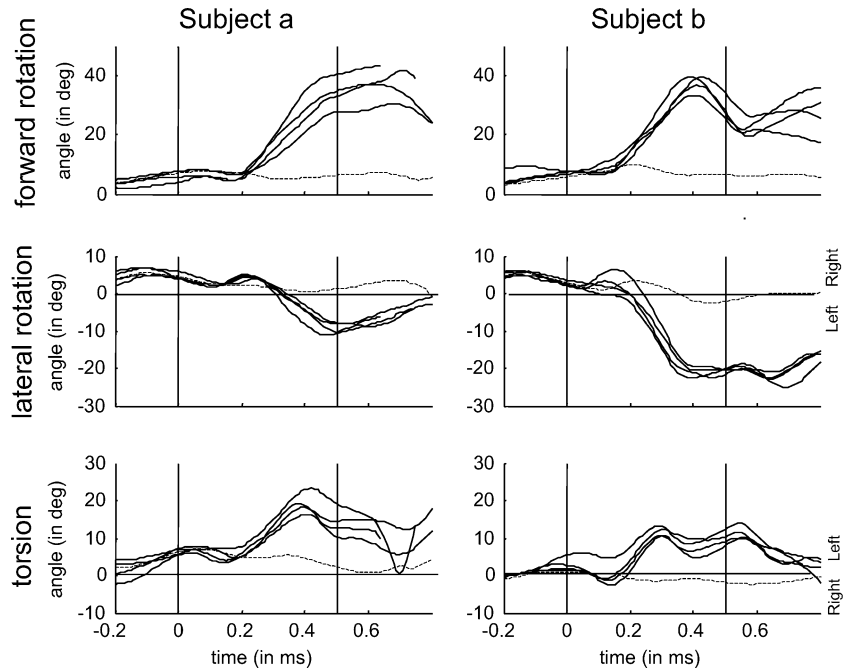 Subject a
Subject b
forward rotation
angle (in deg)
40
20
0
40
20
0
lateral rotation
angle (in deg)
10
0
-10
-20
-30
10
0
-10
-20
-30
Right
Left
torsion
angle (in deg)
30
20
10
0
-10
30
20
10
0
-10
Left
Right
-0.2 0 0.2 0.4 0.6
-0.2 0 0.2 0.4 0.6
time (in ms)
time (in ms)